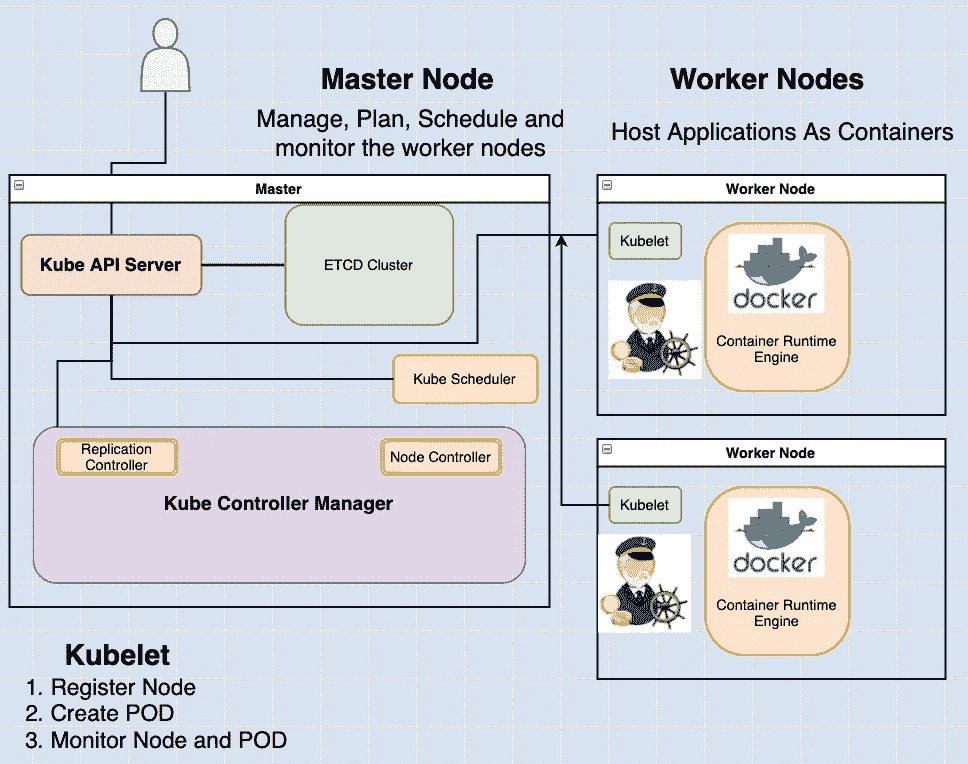 Master Node
Manage, Plan, Schedule and
monitor the worker nodes
Worker Nodes
Host Applications As Containers
Master
Kube API Server
ETCD Cluster
Kube Scheduler
Replication
Controller
Node Controller
Kube Controller Manager
Worker Node
Kubelet
docker
Container Runtime
Engine
Worker Node
Kubelet
docker
Container Runtime
Engine
Kubelet
1. Register Node
2. Create POD
3. Monitor Node and POD